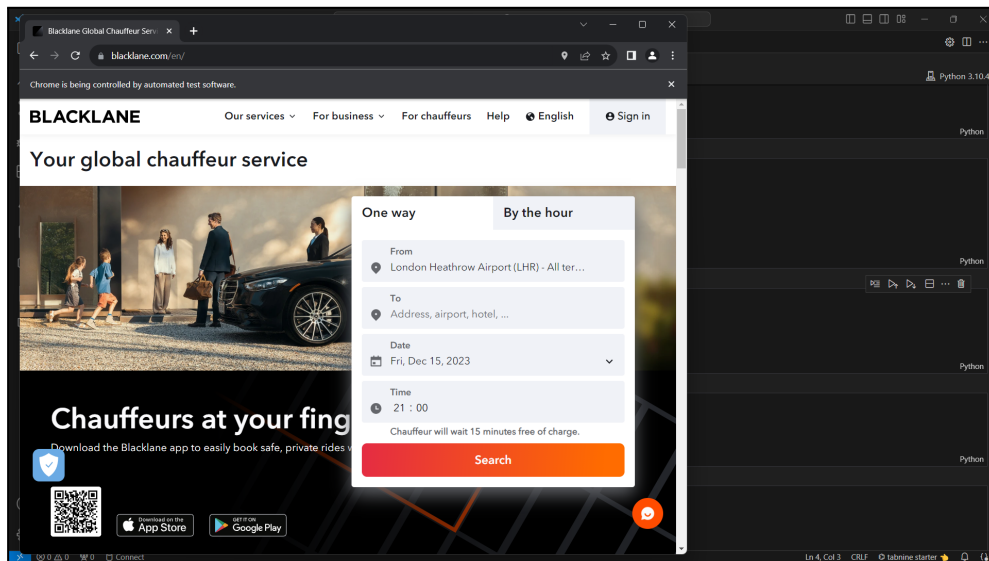 Blacklane Global Chauffeur Serv
blacklane.com/en/
Chrome is being controlled by automated test software.
Python 3.10.4
BLACKLANE
Our services
For business
For chauffeurs
Help
English
Sign in
Your global chauffeur service
One way
By the hour
From
London Heathrow Airport (LHR) - All ter...
To
Address, airport, hotel, ...
Date
Fri, Dec 15, 2023
Time
21 : 00
Chauffeur will wait 15 minutes free of charge.
Search
Chauffeurs at your fing
Download the Blacklane app to easily book safe, private rides
Download on the
App Store
GET IT ON
Google Play
Python
Python
Python
Python
0 0 0 Connect
Ln 4, Col 3 CRLF tabnine starter